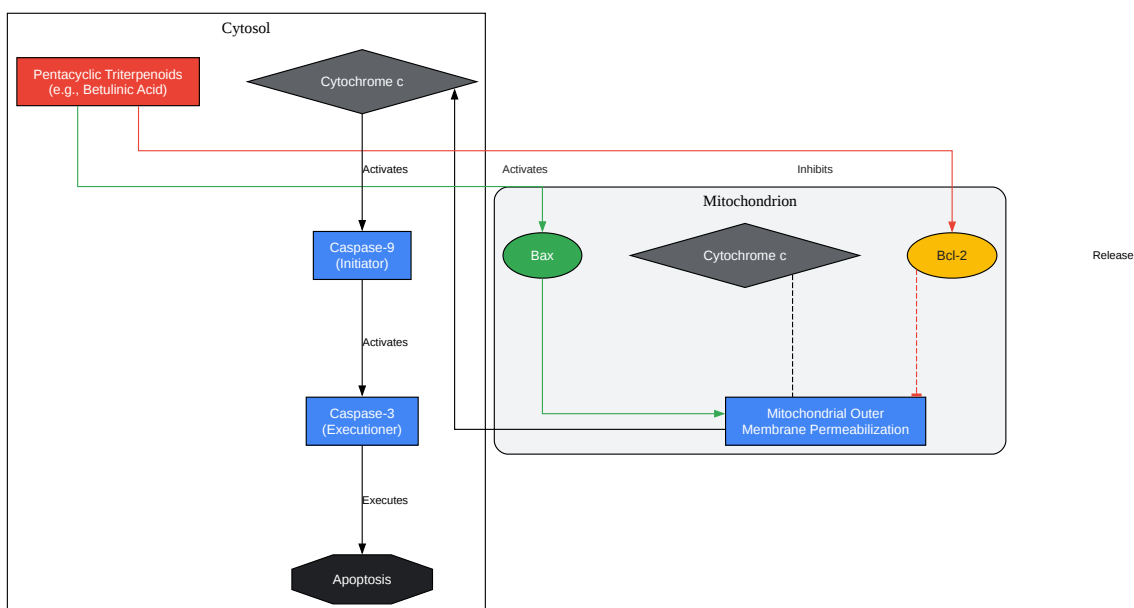 Cytosol
Pentacyclic Triterpenoids
(e.g., Betulinic Acid)
Cytochrome c
Activates
Activates
Inhibits
Mitochondrion
Caspase-9
(Initiator)
Bax
Cytochrome c
Bcl-2
Release
Activates
Caspase-3
(Executioner)
Mitochondrial Outer
Membrane Permeabilization
Executes
Apoptosis